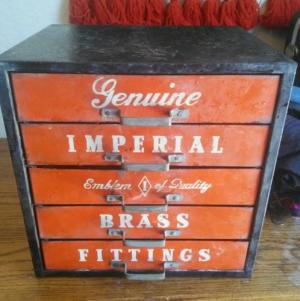 Genuine
IMPERIAL
Emblem I of Quality
BRASS
FITTINGS